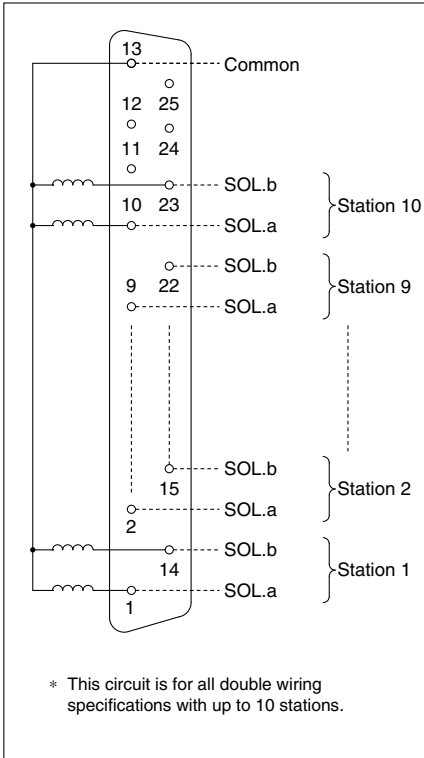 13
Common
12 25
11 24
SOL.b
10 23
Station 10
SOL.a
SOL.b
9 22
Station 9
SOL.a
SOL.b
15
Station 2
SOL.a
2
SOL.b
14
Station 1
SOL.a
1
* This circuit is for all double wiring
specifications with up to 10 stations.